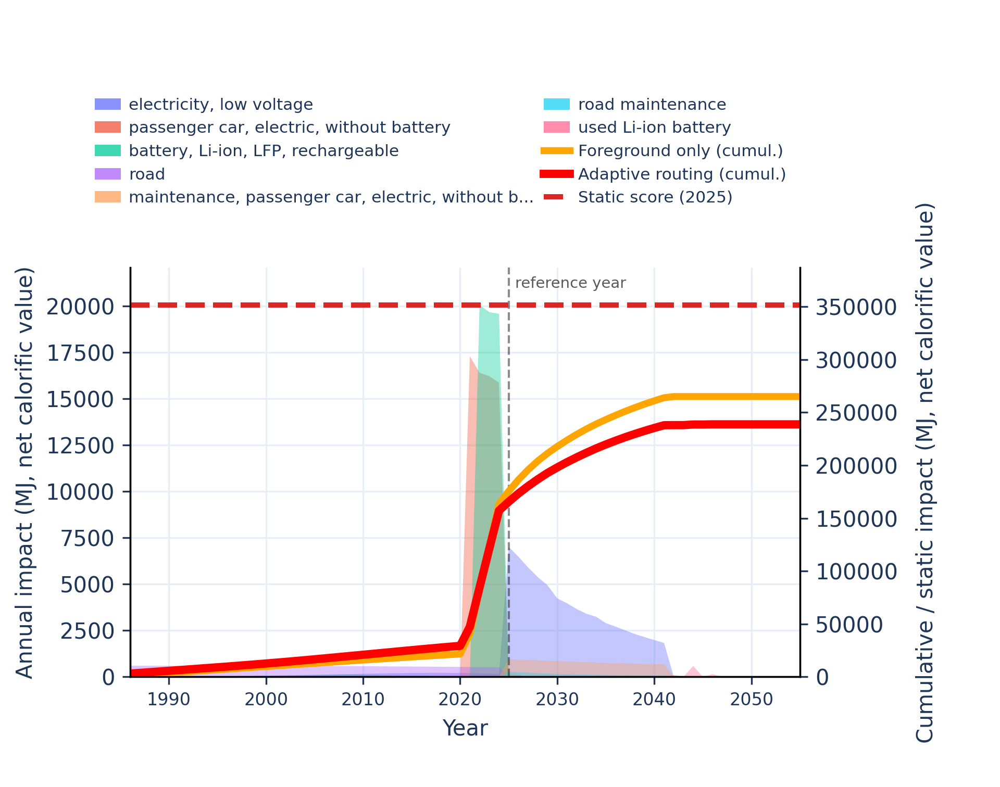 electricity, low voltage
passenger car, electric, without battery
battery, Li-ion, LFP, rechargeable
road
maintenance, passenger car, electric, without b...
road maintenance
used Li-ion battery
Foreground only (cumul.)
Adaptive routing (cumul.)
Static score (2025)
reference year
Annual impact (MJ, net calorific value)
20000
17500
15000
12500
10000
7500
5000
2500
0
350000
300000
250000
200000
150000
100000
50000
0
Cumulative / static impact (MJ, net calorific value)
1990
2000
2010
2020
2030
2040
2050
Year